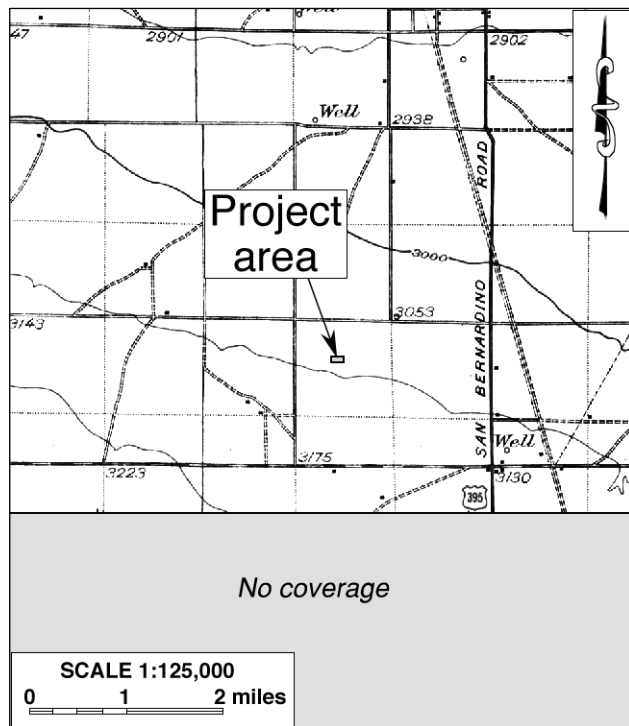 Well
47
2901
2902
Well
2938
ROAD
Project
area
3000
3143
3053
BERNARDINO
SAN
Well
3223
3175
3130
395
No coverage
SCALE 1:125,000
0 1 2 miles